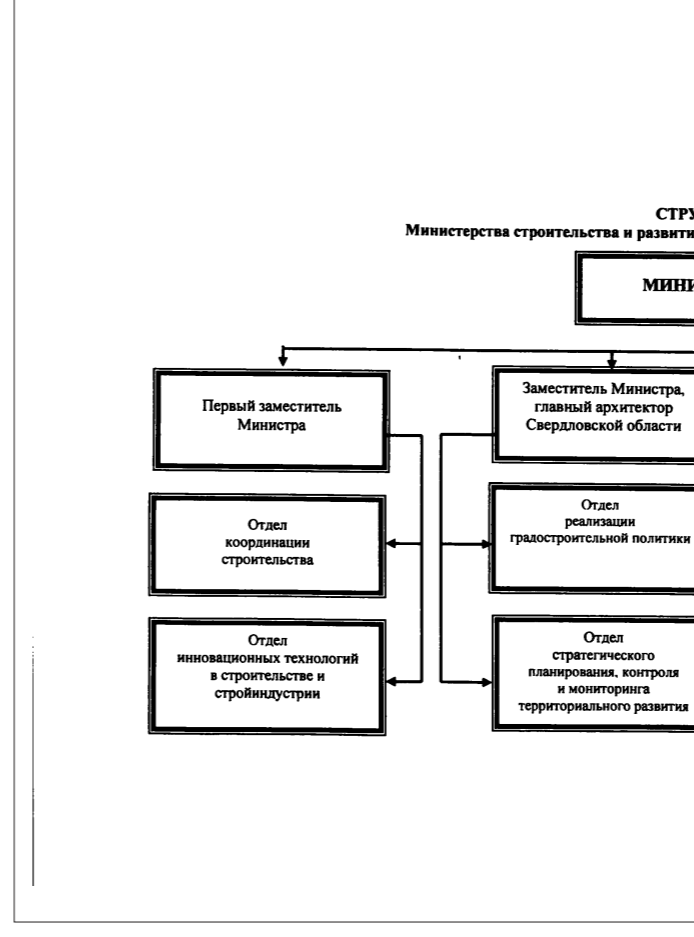 СТРУ
Министерства строительства и развити
МИНИ
Первый заместитель
Министра
Заместитель Министра,
главный архитектор
Свердловской области
Отдел
координации
строительства
Отдел
реализации
градостроительной политики
Отдел
инновационных технологий
в строительстве и
стройиндустрии
Отдел
стратегического
планирования, контроля
и мониторинга
территориального развития